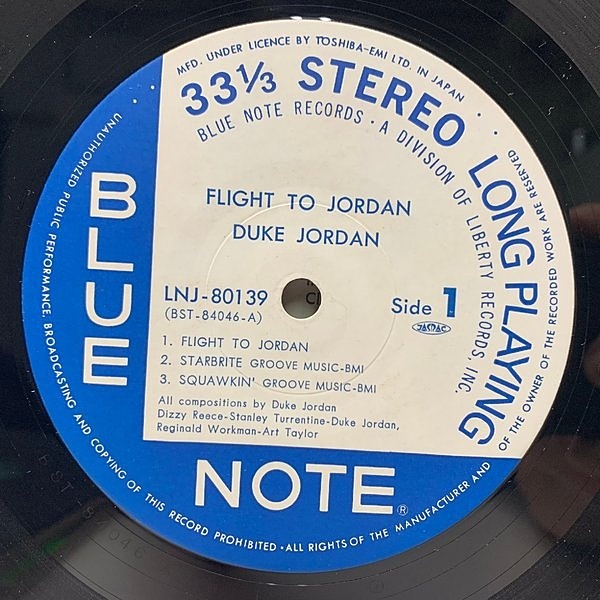 MFD. UNDER LICENCE BY TOSHIBA-EMI LTD. IN JAPAN
33⅓ STEREO LONG PLAYING
BLUE NOTE RECORDS · A DIVISION OF LIBERTY RECORDS, INC.
FLIGHT TO JORDAN
DUKE JORDAN
LNJ-80139
(BST-84046-A)
Side 1
JASRAC
1. FLIGHT TO JORDAN
2. STARBRITE GROOVE MUSIC-BMI
3. SQUAWKIN' GROOVE MUSIC-BMI
All compositions by Duke Jordan
Dizzy Reece-Stanley Turrentine-Duke Jordan,
Reginald Workman-Art Taylor
BLUE
NOTE®
UNAUTHORIZED PUBLIC PERFORMANCE, BROADCASTING AND COPYING OF THIS RECORD PROHIBITED · ALL RIGHTS OF THE MANUFACTURER AND OF THE OWNER OF THE RECORDED WORK ARE RESERVED